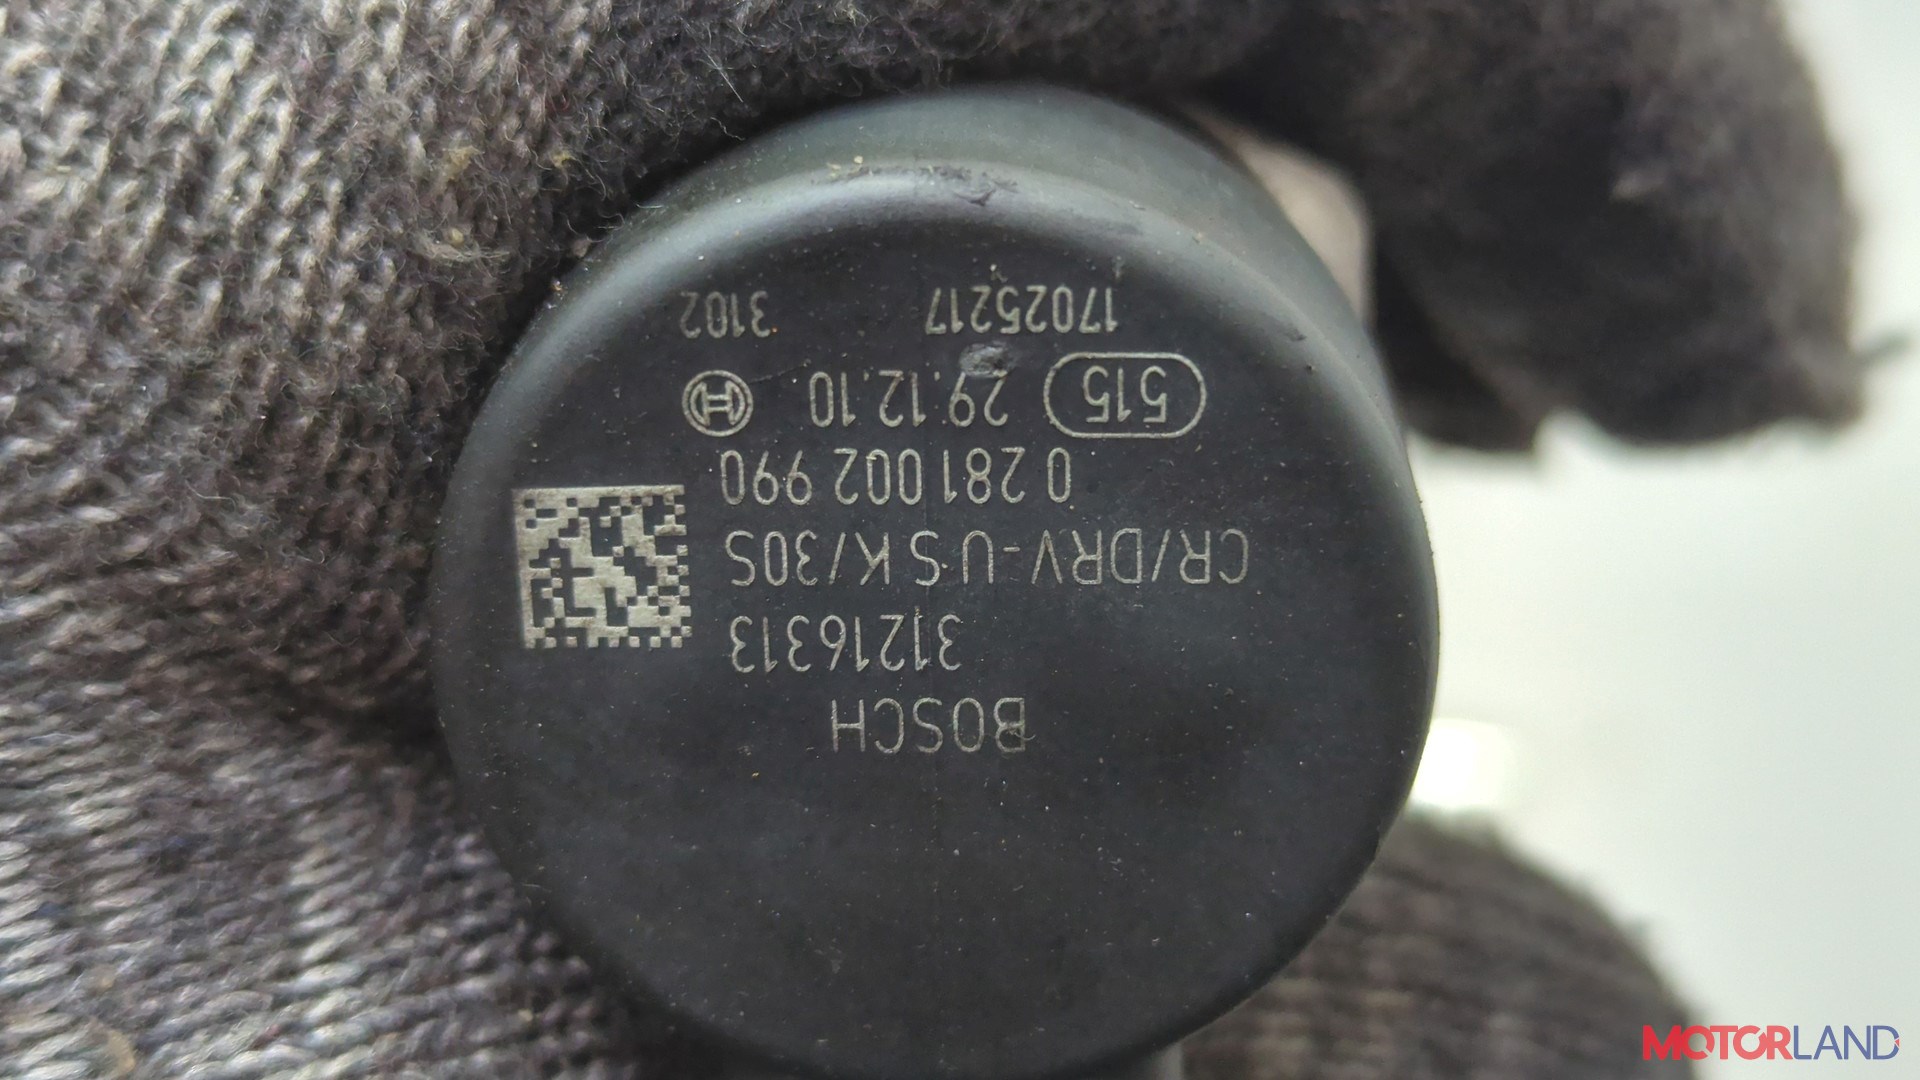 BOSCH
31216313
CR/DRV-U S K/30S
0 281 002 990
515 29.12.10
17025217 3102
MOTORLAND